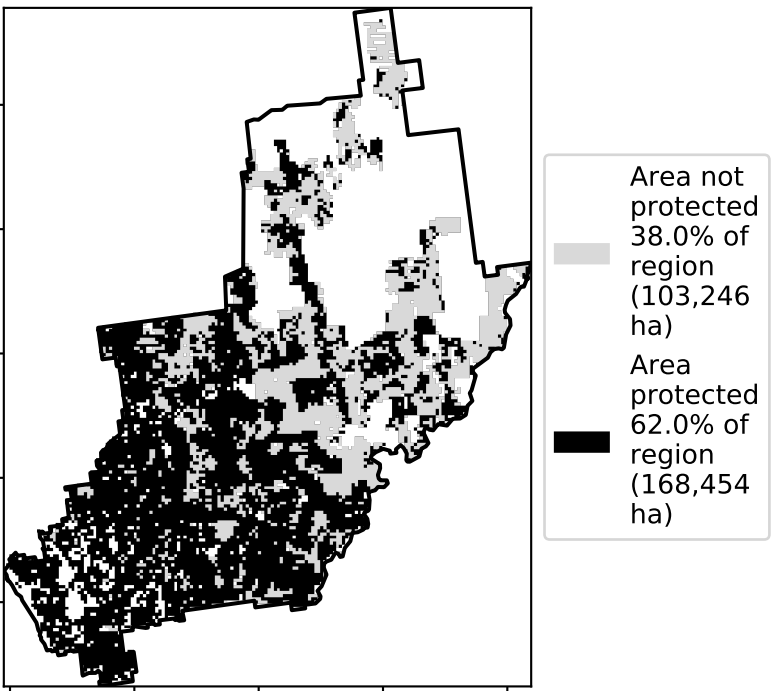 Area not
protected
38.0% of
region
(103,246
ha)
Area
protected
62.0% of
region
(168,454
ha)